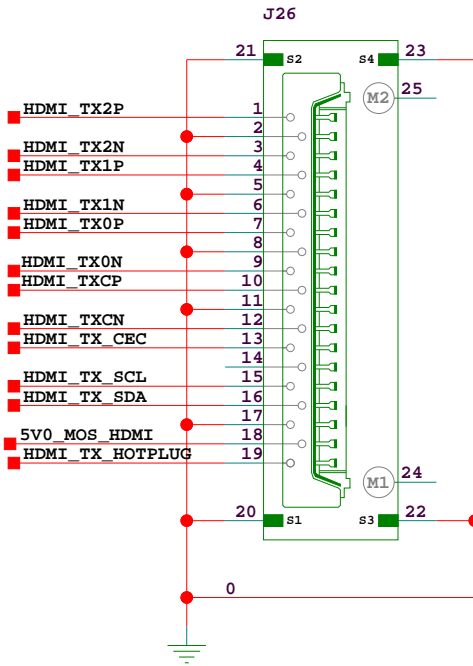 J26
21 S2 S4 23
M2 25
HDMI_TX2P 1
2
HDMI_TX2N 3
HDMI_TX1P 4
5
HDMI_TX1N 6
HDMI_TX0P 7
8
HDMI_TX0N 9
HDMI_TXCP 10
11
HDMI_TXCN 12
HDMI_TX_CEC 13
14
HDMI_TX_SCL 15
HDMI_TX_SDA 16
17
5V0_MOS_HDMI 18
HDMI_TX_HOTPLUG 19
M1 24
20 S1 S3 22
0